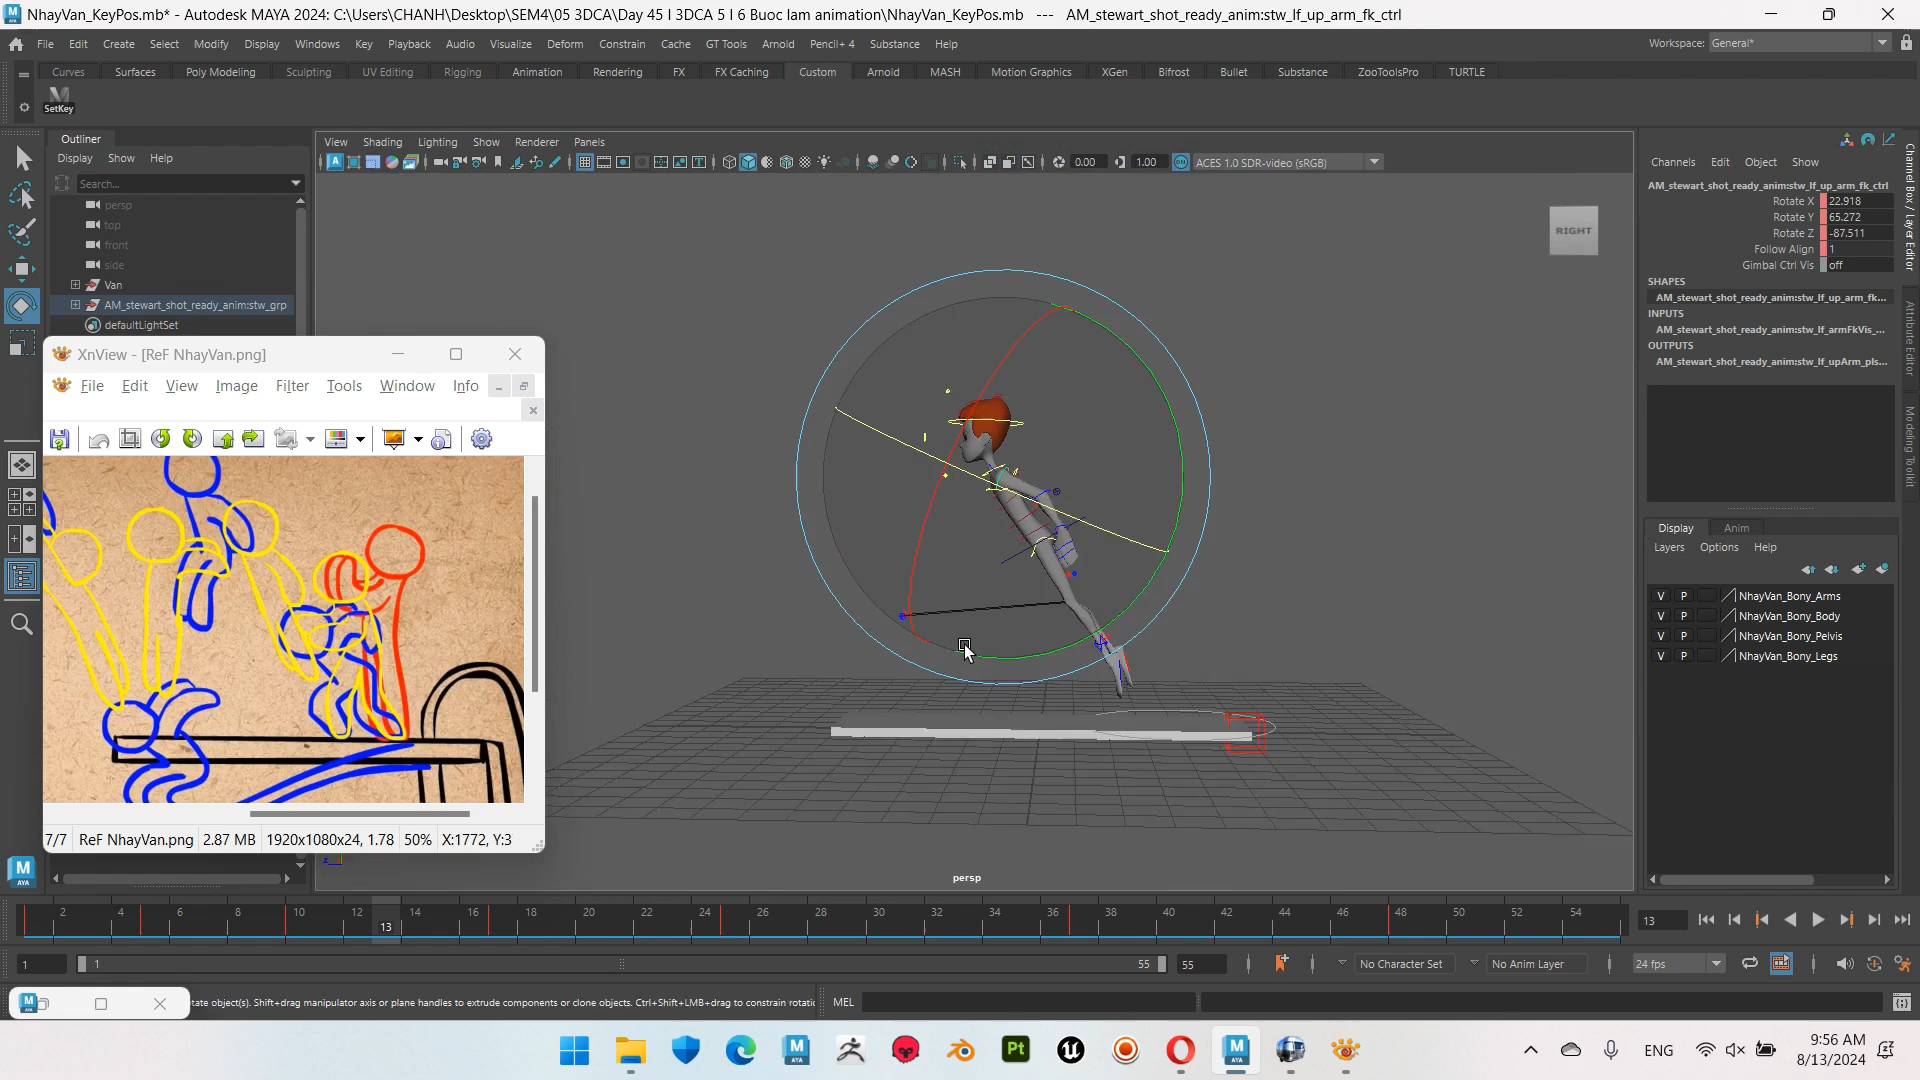 NhayVan_KeyPos.mb* - Autodesk MAYA 2024: C:\Users\CHANH\Desktop\SEM4\05 3DCA\Day 45 I 3DCA 5 I 6 Buoc lam animation\NhayVan_KeyPos.mb --- AM_stewart_shot_ready_anim:stw_lf_up_arm_fk_ctrl
File Edit Create Select Modify Display Windows Key Playback Audio Visualize Deform Constrain Cache GT Tools Arnold Pencil+ 4 Substance Help
Workspace: General*
Curves Surfaces Poly Modeling Sculpting UV Editing Rigging Animation Rendering FX FX Caching Custom Arnold MASH Motion Graphics XGen Bifrost Bullet Substance ZooToolsPro TURTLE
SetKey
Outliner
Display Show Help
Search...
persp
top
front
side
Van
AM_stewart_shot_ready_anim:stw_grp
defaultLightSet
View Shading Lighting Show Renderer Panels
0.00 1.00 ACES 1.0 SDR-video (sRGB)
RIGHT
persp
Channels Edit Object Show
AM_stewart_shot_ready_anim:stw_lf_up_arm_fk_ctrl
Rotate X 22.918
Rotate Y 65.272
Rotate Z -87.511
Follow Align 1
Gimbal Ctrl Vis off
SHAPES
AM_stewart_shot_ready_anim:stw_lf_up_arm_fk...
INPUTS
AM_stewart_shot_ready_anim:stw_lf_armFkVis_...
OUTPUTS
AM_stewart_shot_ready_anim:stw_lf_upArm_pls...
Channel Box / Layer Editor
Attribute Editor
Modeling Toolkit
Display Anim
Layers Options Help
V P NhayVan_Bony_Arms
V P NhayVan_Bony_Body
V P NhayVan_Bony_Pelvis
V P NhayVan_Bony_Legs
XnView - [ReF NhayVan.png]
File Edit View Image Filter Tools Window Info
7/7 ReF NhayVan.png 2.87 MB 1920x1080x24, 1.78 50% X:1772, Y:3
2 4 6 8 10 12 13 14 16 18 20 22 24 26 28 30 32 34 36 38 40 42 44 46 48 50 52 54
13
1 1 55 55
No Character Set No Anim Layer 24 fps
tate object(s). Shift+drag manipulator axis or plane handles to extrude components or clone objects. Ctrl+Shift+LMB+drag to constrain rotati
MEL
ENG
9:56 AM
8/13/2024